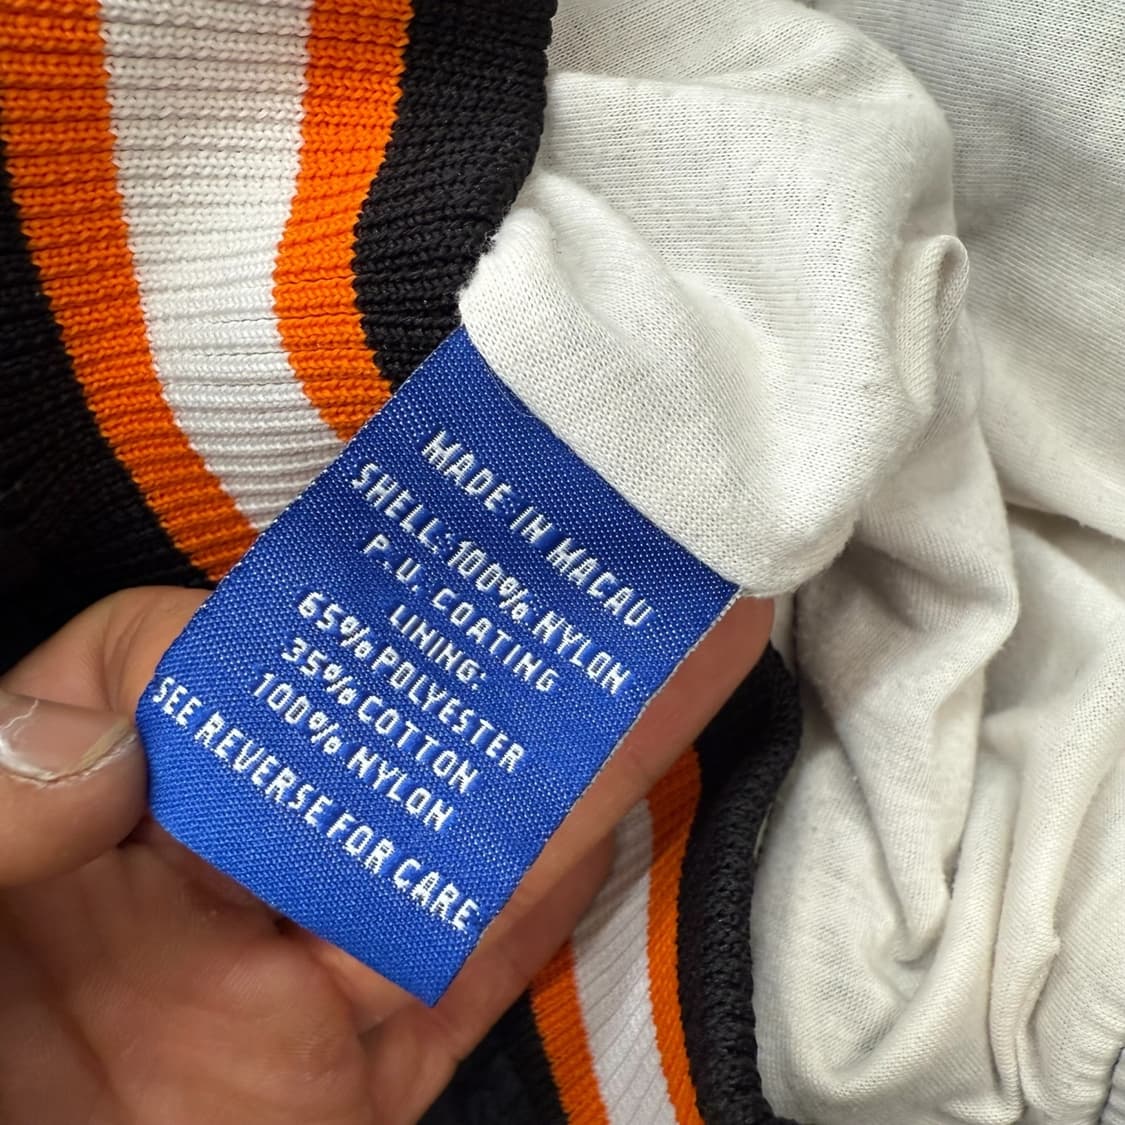 MADE IN MACAU
SHELL: 100% NYLON
P.U. COATING
LINING:
65% POLYESTER
35% COTTON
100% NYLON
SEE REVERSE FOR CARE